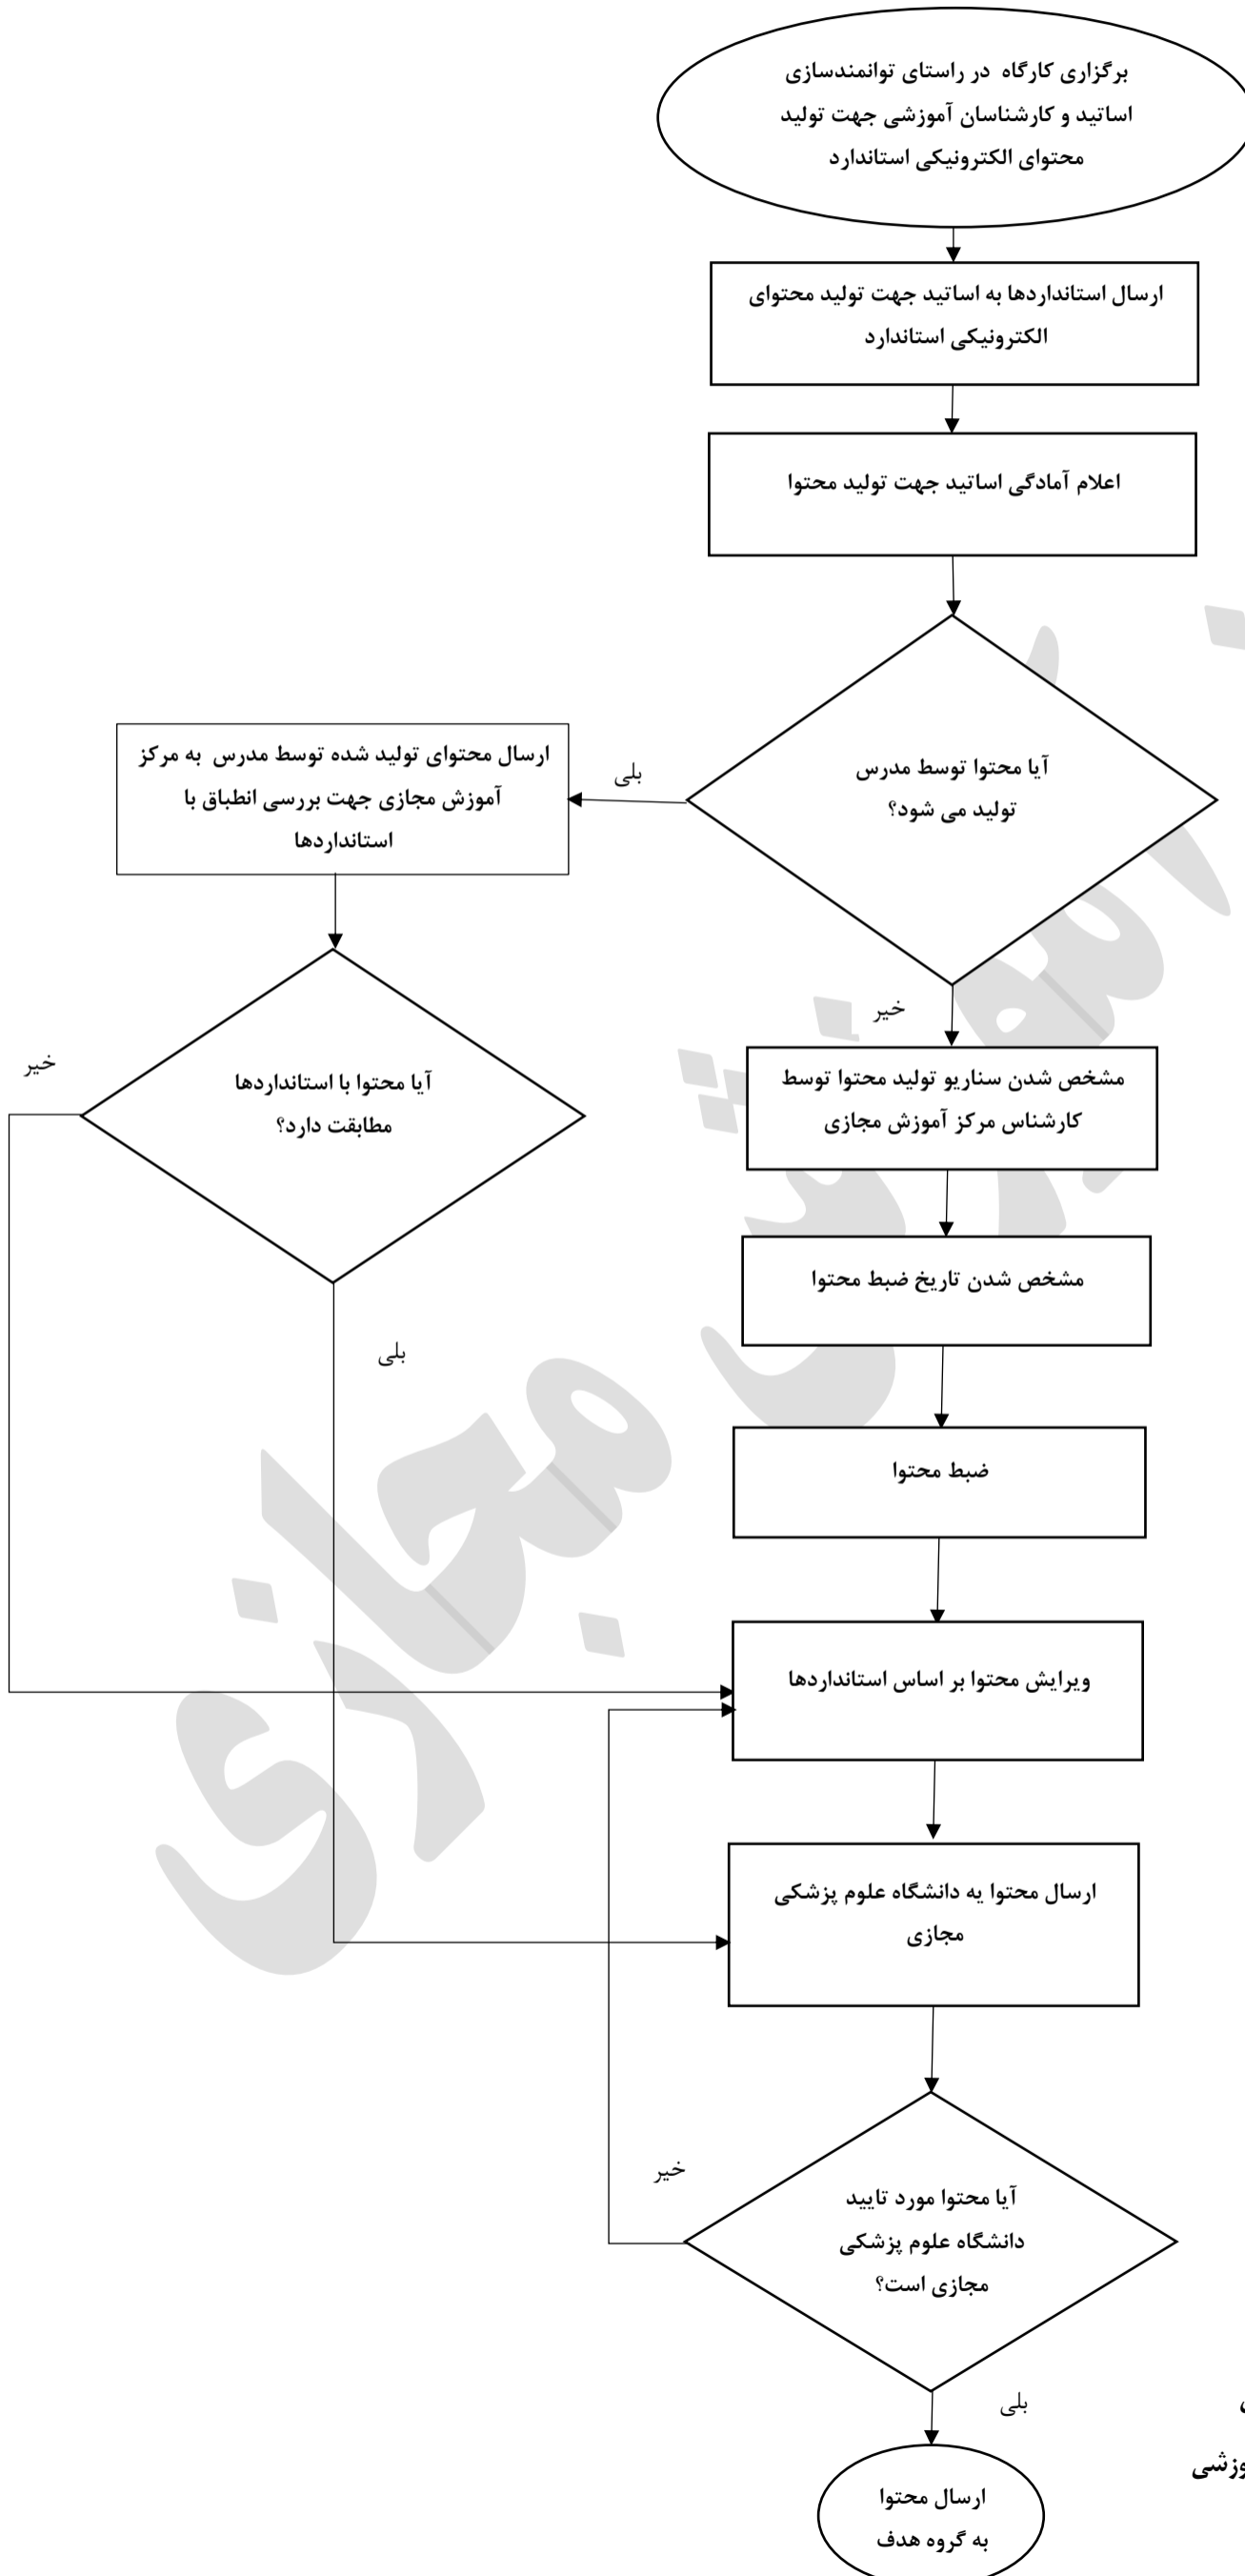 برگزاری کارگاه در راستای توانمندسازی
اساتید و کارشناسان آموزشی جهت تولید
محتوای الکترونیکی استاندارد
ارسال استانداردها به اساتید جهت تولید محتوای
الکترونیکی استاندارد
اعلام آمادگی اساتید جهت تولید محتوا
آیا محتوا توسط مدرس
تولید می شود؟
بلی
ارسال محتوای تولید شده توسط مدرس به مرکز
آموزش مجازی جهت بررسی انطباق با
استانداردها
خیر
مشخص شدن سناریو تولید محتوا توسط
کارشناس مرکز آموزش مجازی
آیا محتوا با استانداردها
مطابقت دارد؟
خیر
مشخص شدن تاریخ ضبط محتوا
بلی
ضبط محتوا
ویرایش محتوا بر اساس استانداردها
ارسال محتوا یه دانشگاه علوم پزشکی
مجازی
خیر
آیا محتوا مورد تایید
دانشگاه علوم پزشکی
مجازی است؟
بلی
وزشی
ارسال محتوا
به گروه هدف
آموزش مجازی